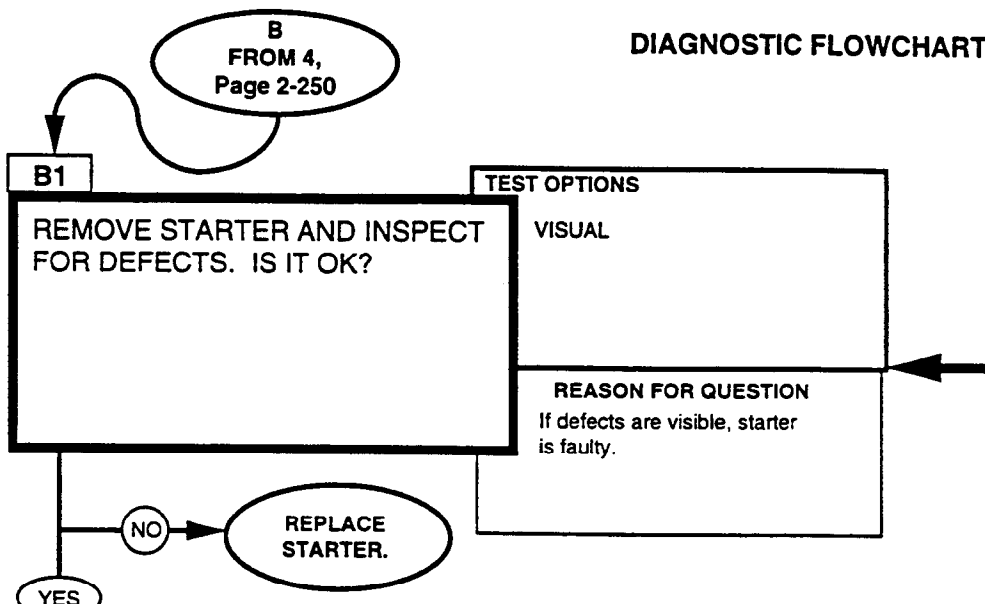 B
FROM 4,
Page 2-250
DIAGNOSTIC FLOWCHART
B1
REMOVE STARTER AND INSPECT
FOR DEFECTS. IS IT OK?
TEST OPTIONS
VISUAL
REASON FOR QUESTION
If defects are visible, starter
is faulty.
NO
REPLACE
STARTER.
YES